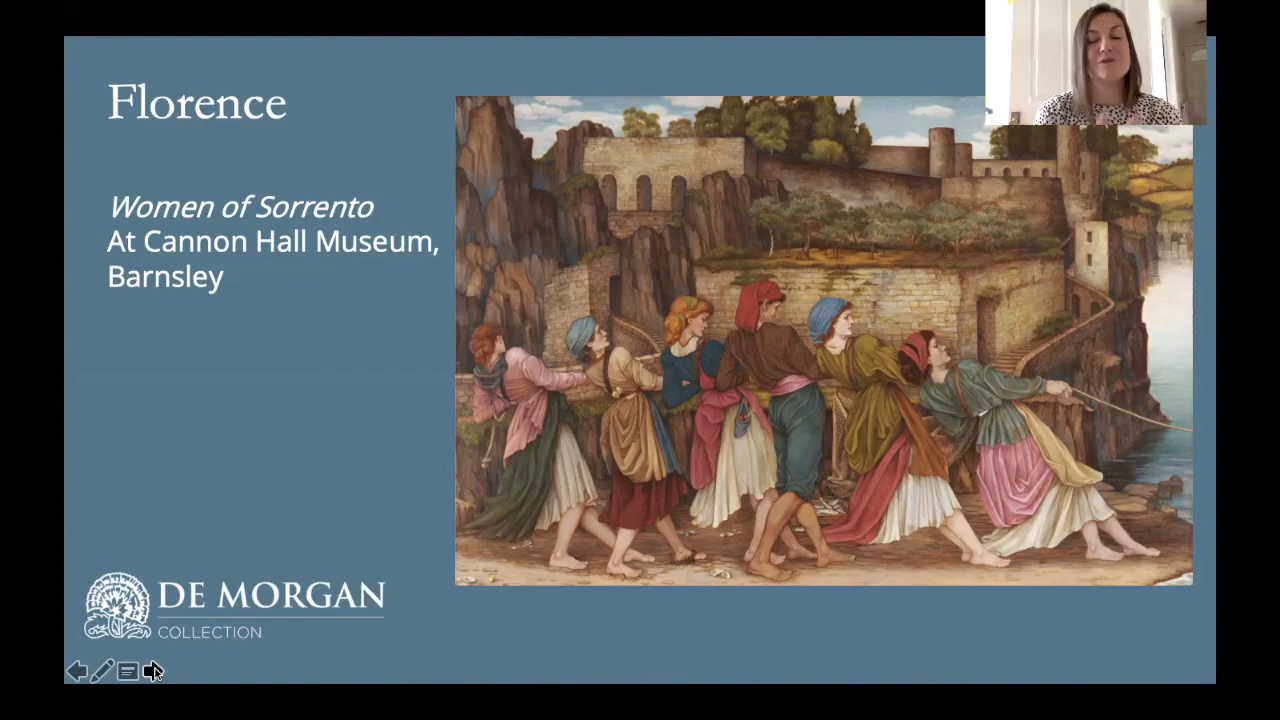 Florence
Women of Sorrento
At Cannon Hall Museum,
Barnsley
DE MORGAN
COLLECTION